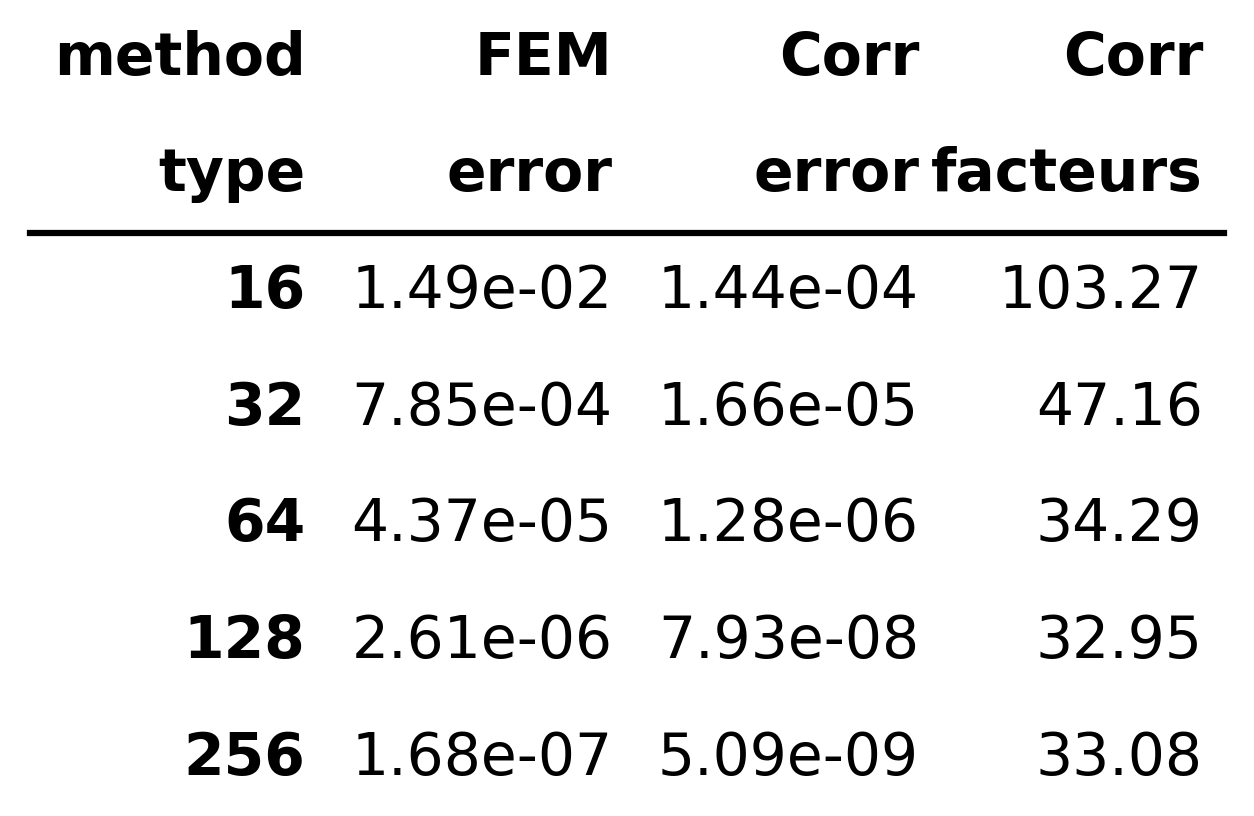 method FEM Corr Corr
type error error facteurs
16 1.49e-02 1.44e-04 103.27
32 7.85e-04 1.66e-05 47.16
64 4.37e-05 1.28e-06 34.29
128 2.61e-06 7.93e-08 32.95
256 1.68e-07 5.09e-09 33.08